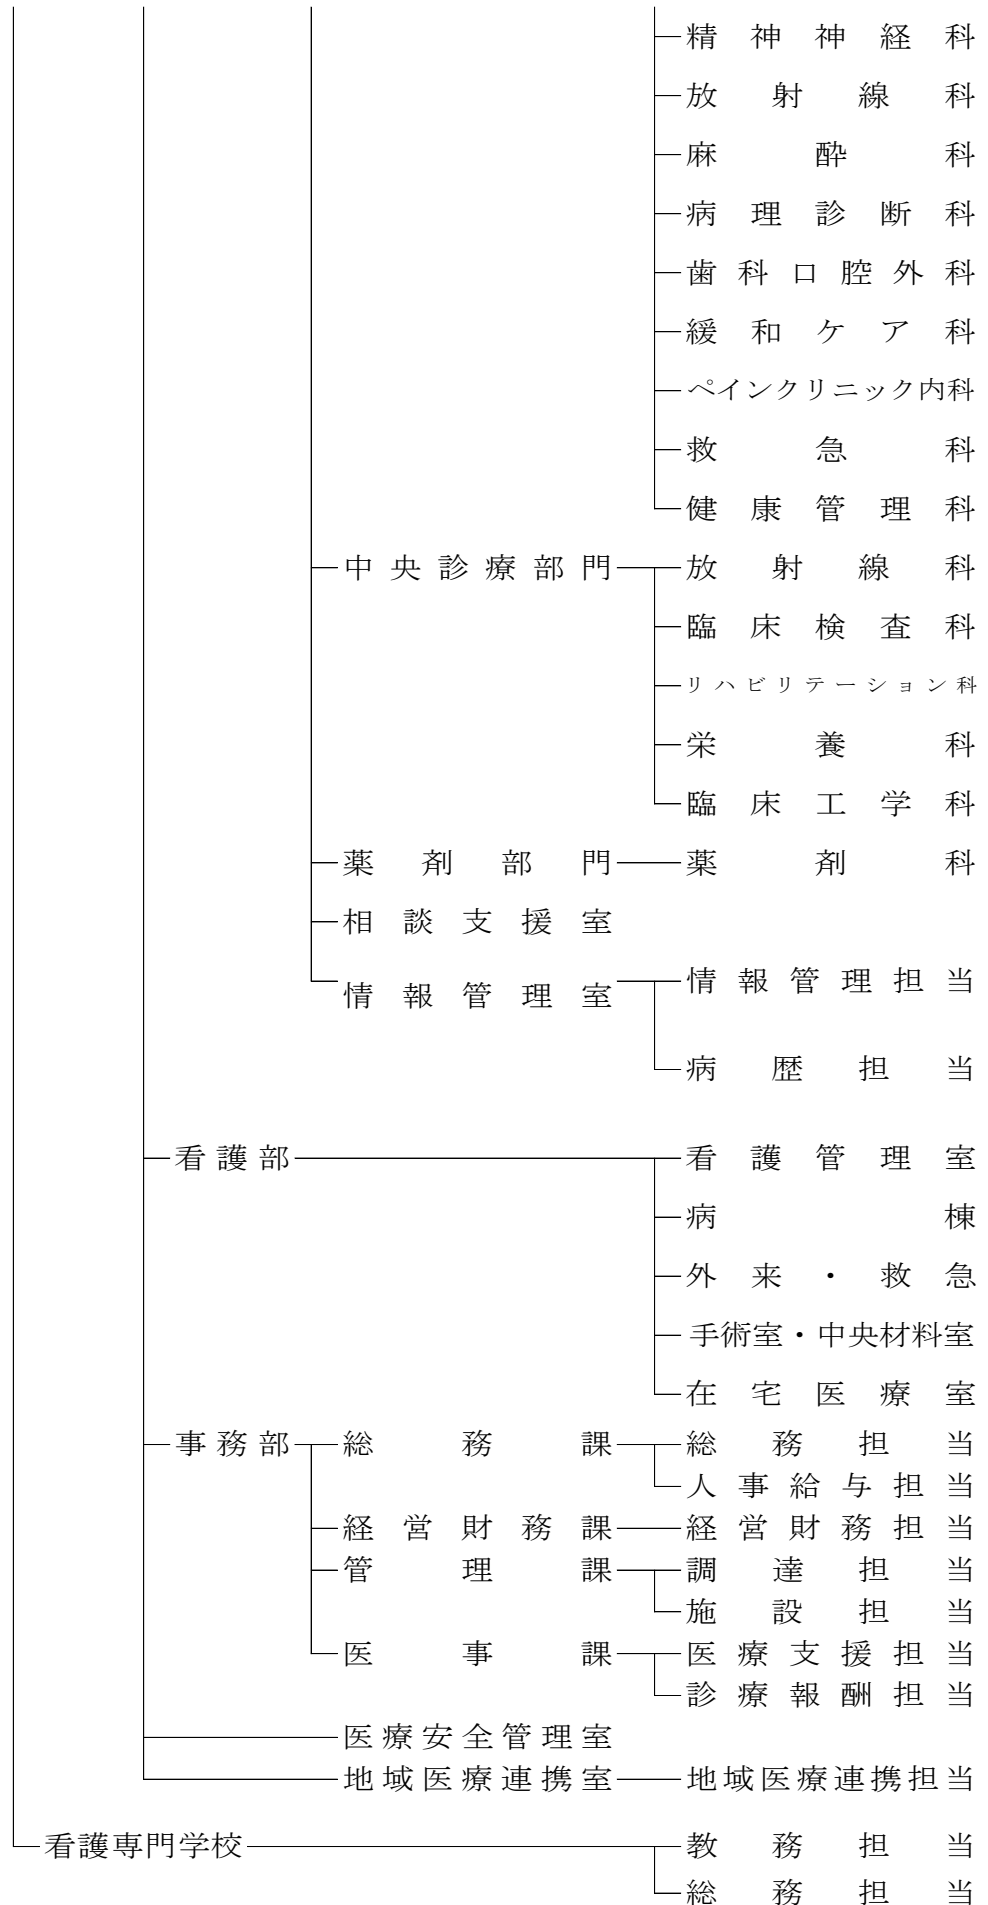 精神神経科
放射線科
麻酔科
病理診断科
歯科口腔外科
緩和ケア科
ペインクリニック内科
救急科
健康管理科
中央診療部門 放射線科
臨床検査科
リハビリテーション科
栄養科
臨床工学科
薬剤部門 薬剤科
相談支援室
情報管理室 情報管理担当
病歴担当
看護部 看護管理室
病棟
外来・救急
手術室・中央材料室
在宅医療室
事務部 総務課 総務担当
人事給与担当
経営財務課 経営財務担当
管理課 調達担当
施設担当
医事課 医療支援担当
診療報酬担当
医療安全管理室
地域医療連携室 地域医療連携担当
看護専門学校 教務担当
総務担当